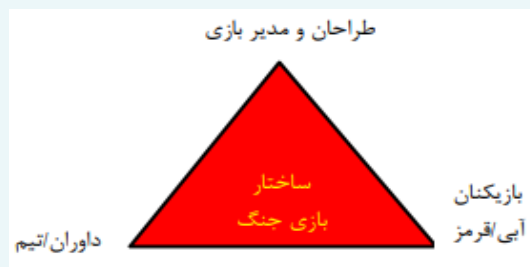 طراحان و مدیر بازی
ساختار
بازی جنگ
بازیکنان
آبی/قرمز
داوران/تیم